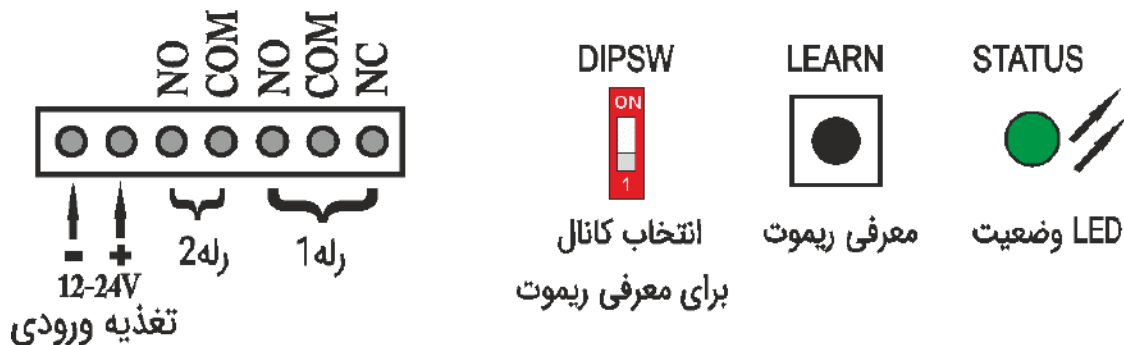 NO COM NO COM NC
- +
12-24V
تغذیه ورودی
رله2
رله1
DIPSW
ON
1
انتخاب کانال
برای معرفی ریموت
LEARN
معرفی ریموت
STATUS
LED وضعیت